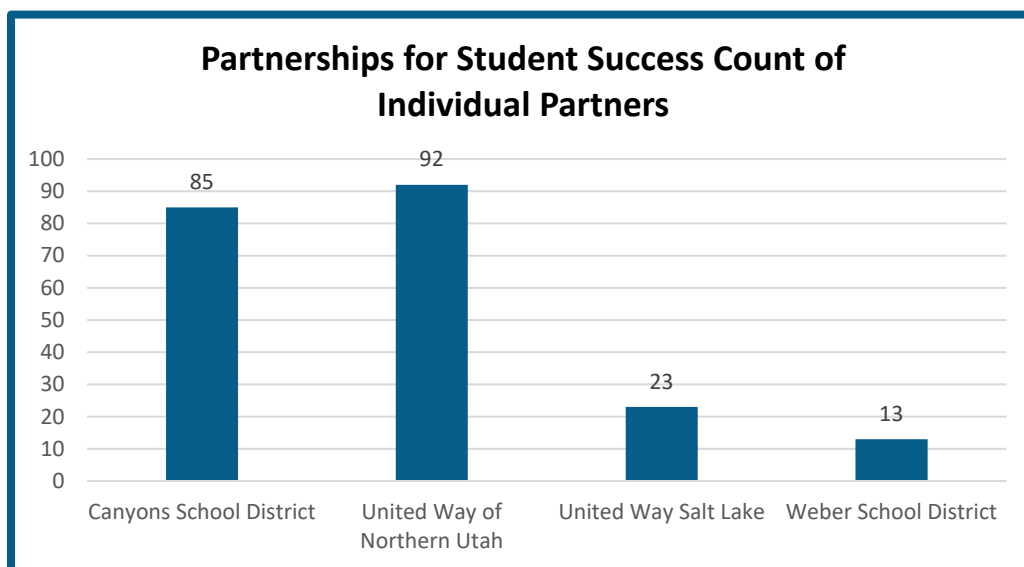 Partnerships for Student Success Count of
Individual Partners
100
90
80
70
60
50
40
30
20
10
0
85
92
23
13
Canyons School District
United Way of
Northern Utah
United Way Salt Lake
Weber School District